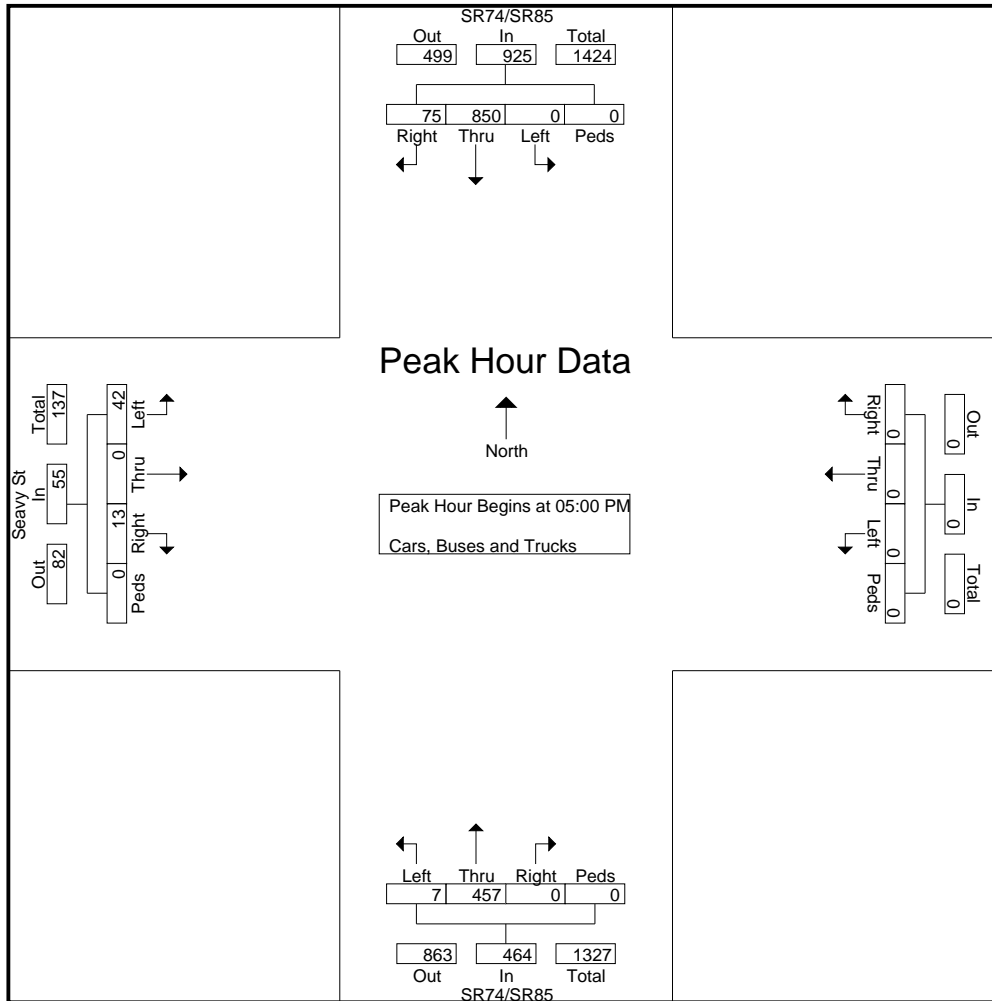 SR74/SR85
Out In Total
499 925 1424
75 850 0 0
Right Thru Left Peds
Peak Hour Data
North
Peak Hour Begins at 05:00 PM
Cars, Buses and Trucks
Seavy St
Total In Out
137 55 82
42 0 13 0
Left Thru Right Peds
Right Thru Left Peds
0 0 0 0
Out In Total
0 0 0
Left Thru Right Peds
7 457 0 0
863 464 1327
Out In Total
SR74/SR85